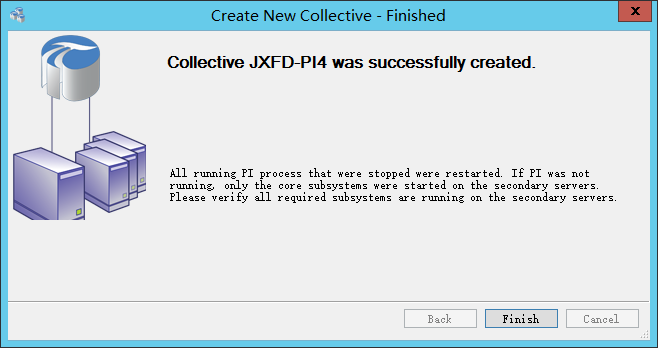 Create New Collective - Finished
x
Collective JXFD-PI4 was successfully created.
All running PI process that were stopped were restarted. If PI was not
running, only the core subsystems were started on the secondary servers.
Please verify all required subsystems are running on the secondary servers.
Back
Finish
Cancel